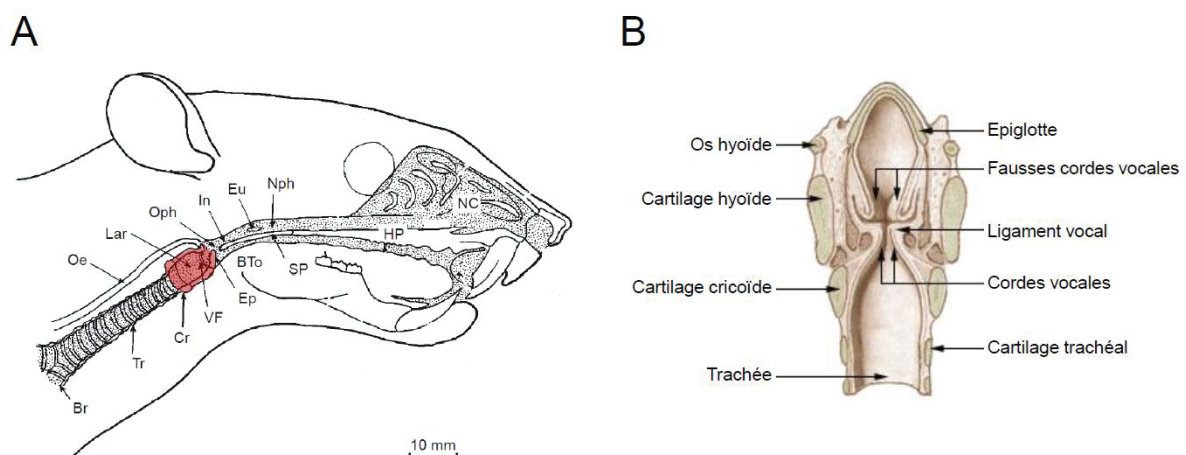 A
Oph
In
Eu
Nph
NC
HP
Lar
Oe
BTo
SP
Ep
VF
Cr
Tr
Br
10 mm
B
Os hyoïde
Cartilage hyoïde
Cartilage cricoïde
Trachée
Epiglotte
Fausses cordes vocales
Ligament vocal
Cordes vocales
Cartilage trachéal